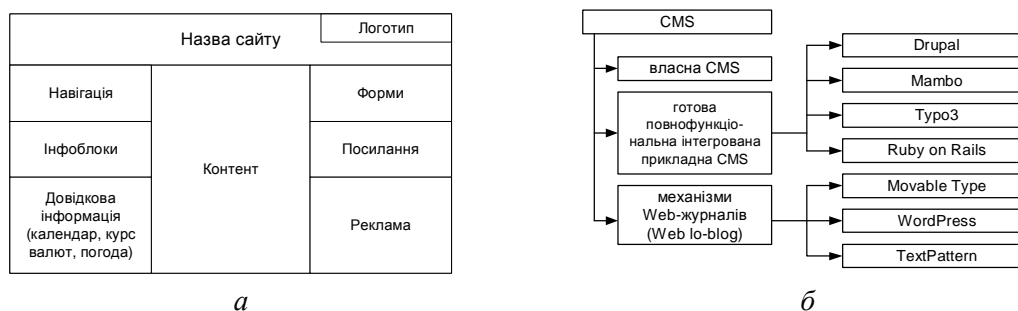 Назва сайту
Логотип
Навігація
Інфоблоки
Довідкова
інформація
(календар, курс
валют, погода)
Контент
Форми
Посилання
Реклама
а
CMS
власна CMS
готова
повнофункціо-
нальна інтегрована
прикладна CMS
механізми
Web-журналів
(Web lo-blog)
Drupal
Mambo
Typo3
Ruby on Rails
Movable Type
WordPress
TextPattern
б